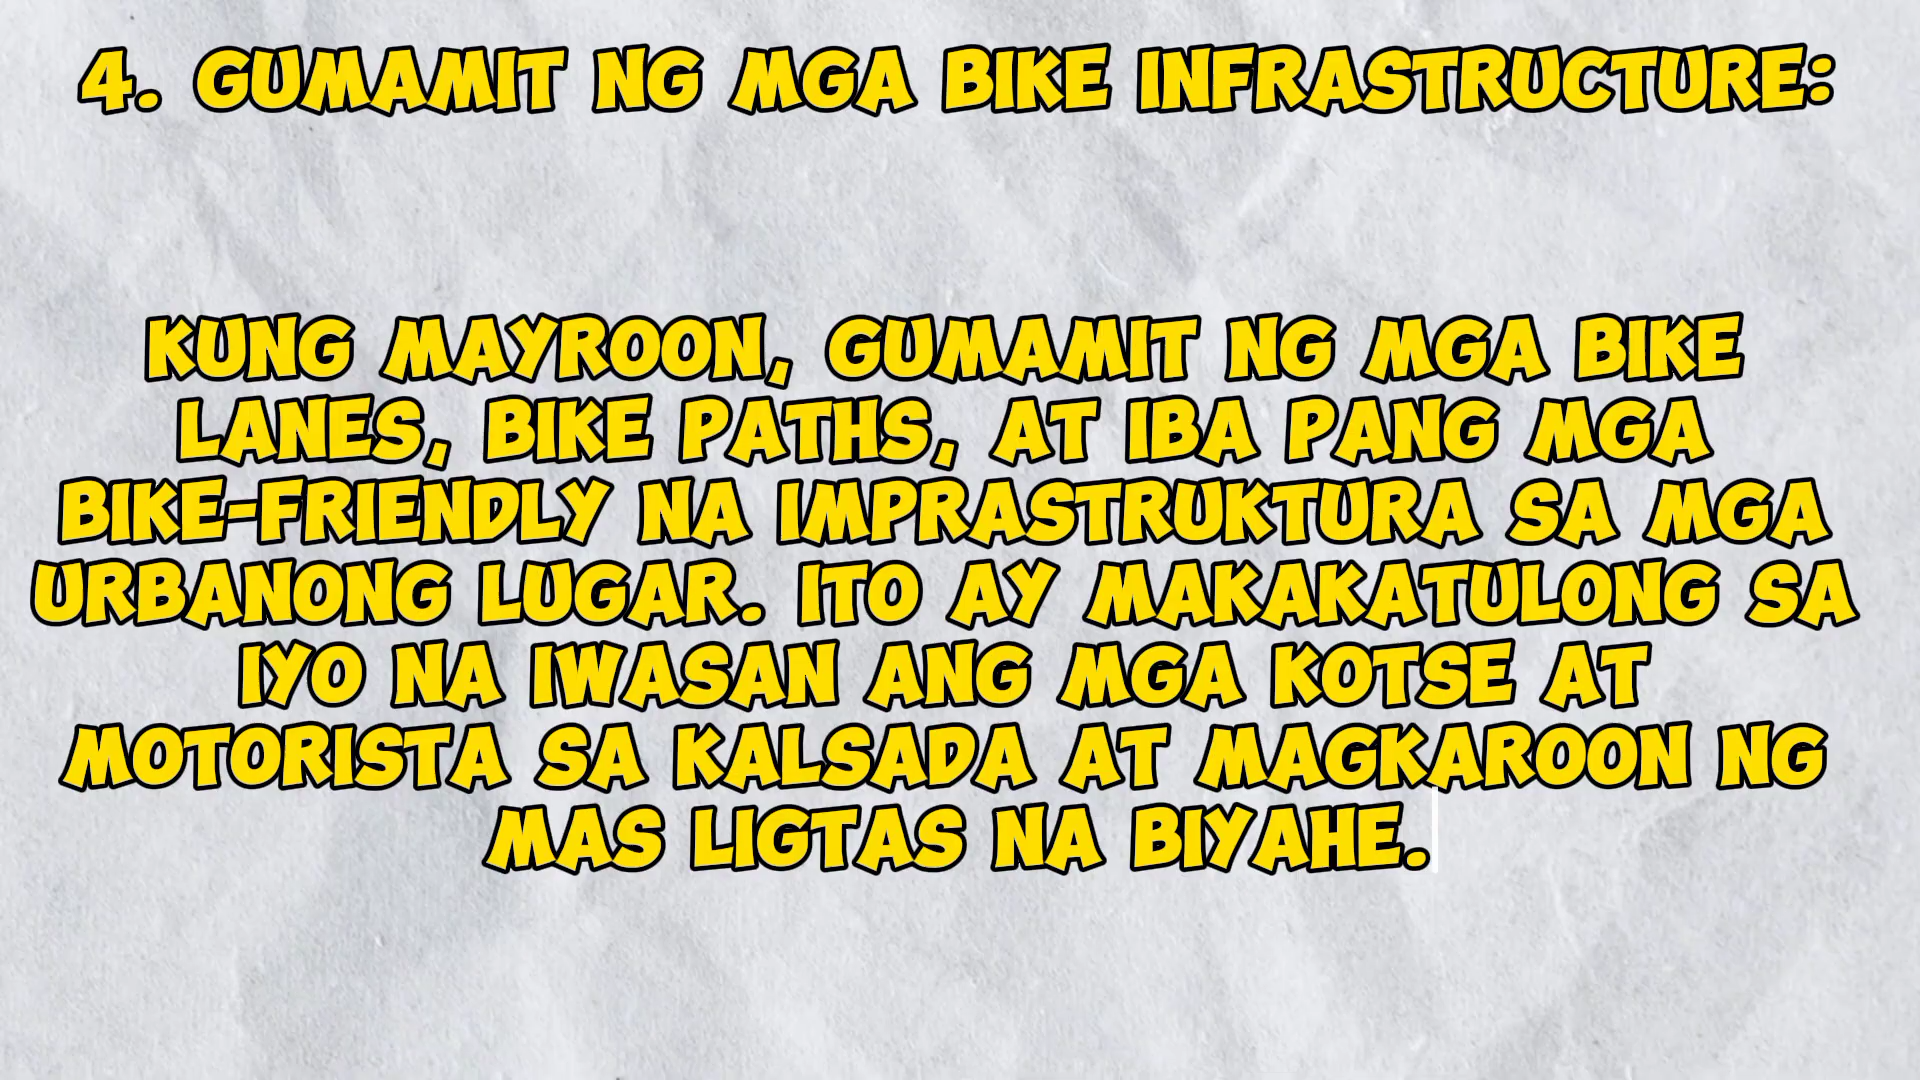 4. GUMAMIT NG MGA BIKE INFRASTRUCTURE:
KUNG MAYROON, GUMAMIT NG MGA BIKE
LANES, BIKE PATHS, AT IBA PANG MGA
BIKE-FRIENDLY NA IMPRASTRUKTURA SA MGA
URBANONG LUGAR. ITO AY MAKAKATULONG SA
IYO NA IWASAN ANG MGA KOTSE AT
MOTORISTA SA KALSADA AT MAGKAROON NG
MAS LIGTAS NA BIYAHE.